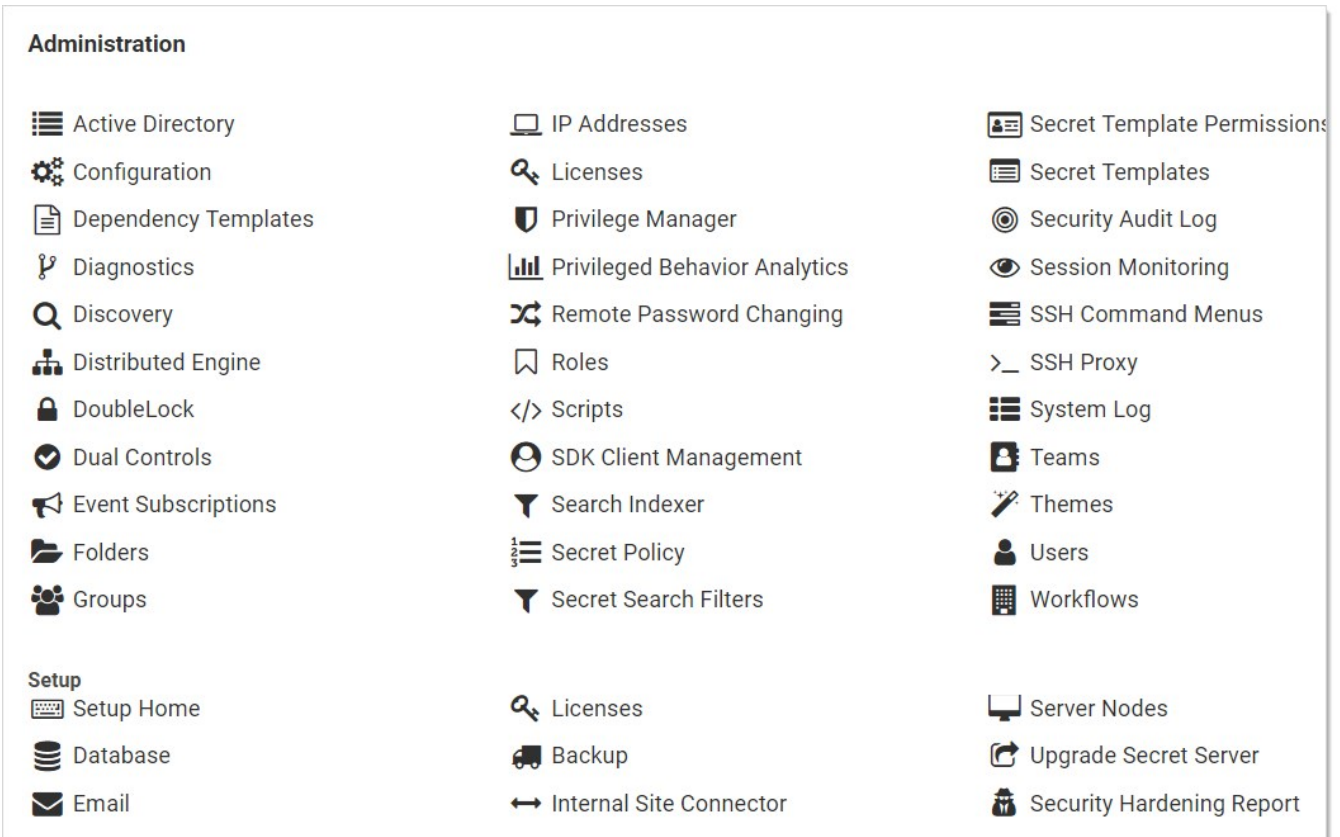 Administration
Active Directory
Configuration
Dependency Templates
Diagnostics
Discovery
Distributed Engine
DoubleLock
Dual Controls
Event Subscriptions
Folders
Groups
IP Addresses
Licenses
Privilege Manager
Privileged Behavior Analytics
Remote Password Changing
Roles
Scripts
SDK Client Management
Search Indexer
Secret Policy
Secret Search Filters
Secret Template Permissions
Secret Templates
Security Audit Log
Session Monitoring
SSH Command Menus
SSH Proxy
System Log
Teams
Themes
Users
Workflows
Setup
Setup Home
Database
Email
Licenses
Backup
Internal Site Connector
Server Nodes
Upgrade Secret Server
Security Hardening Report